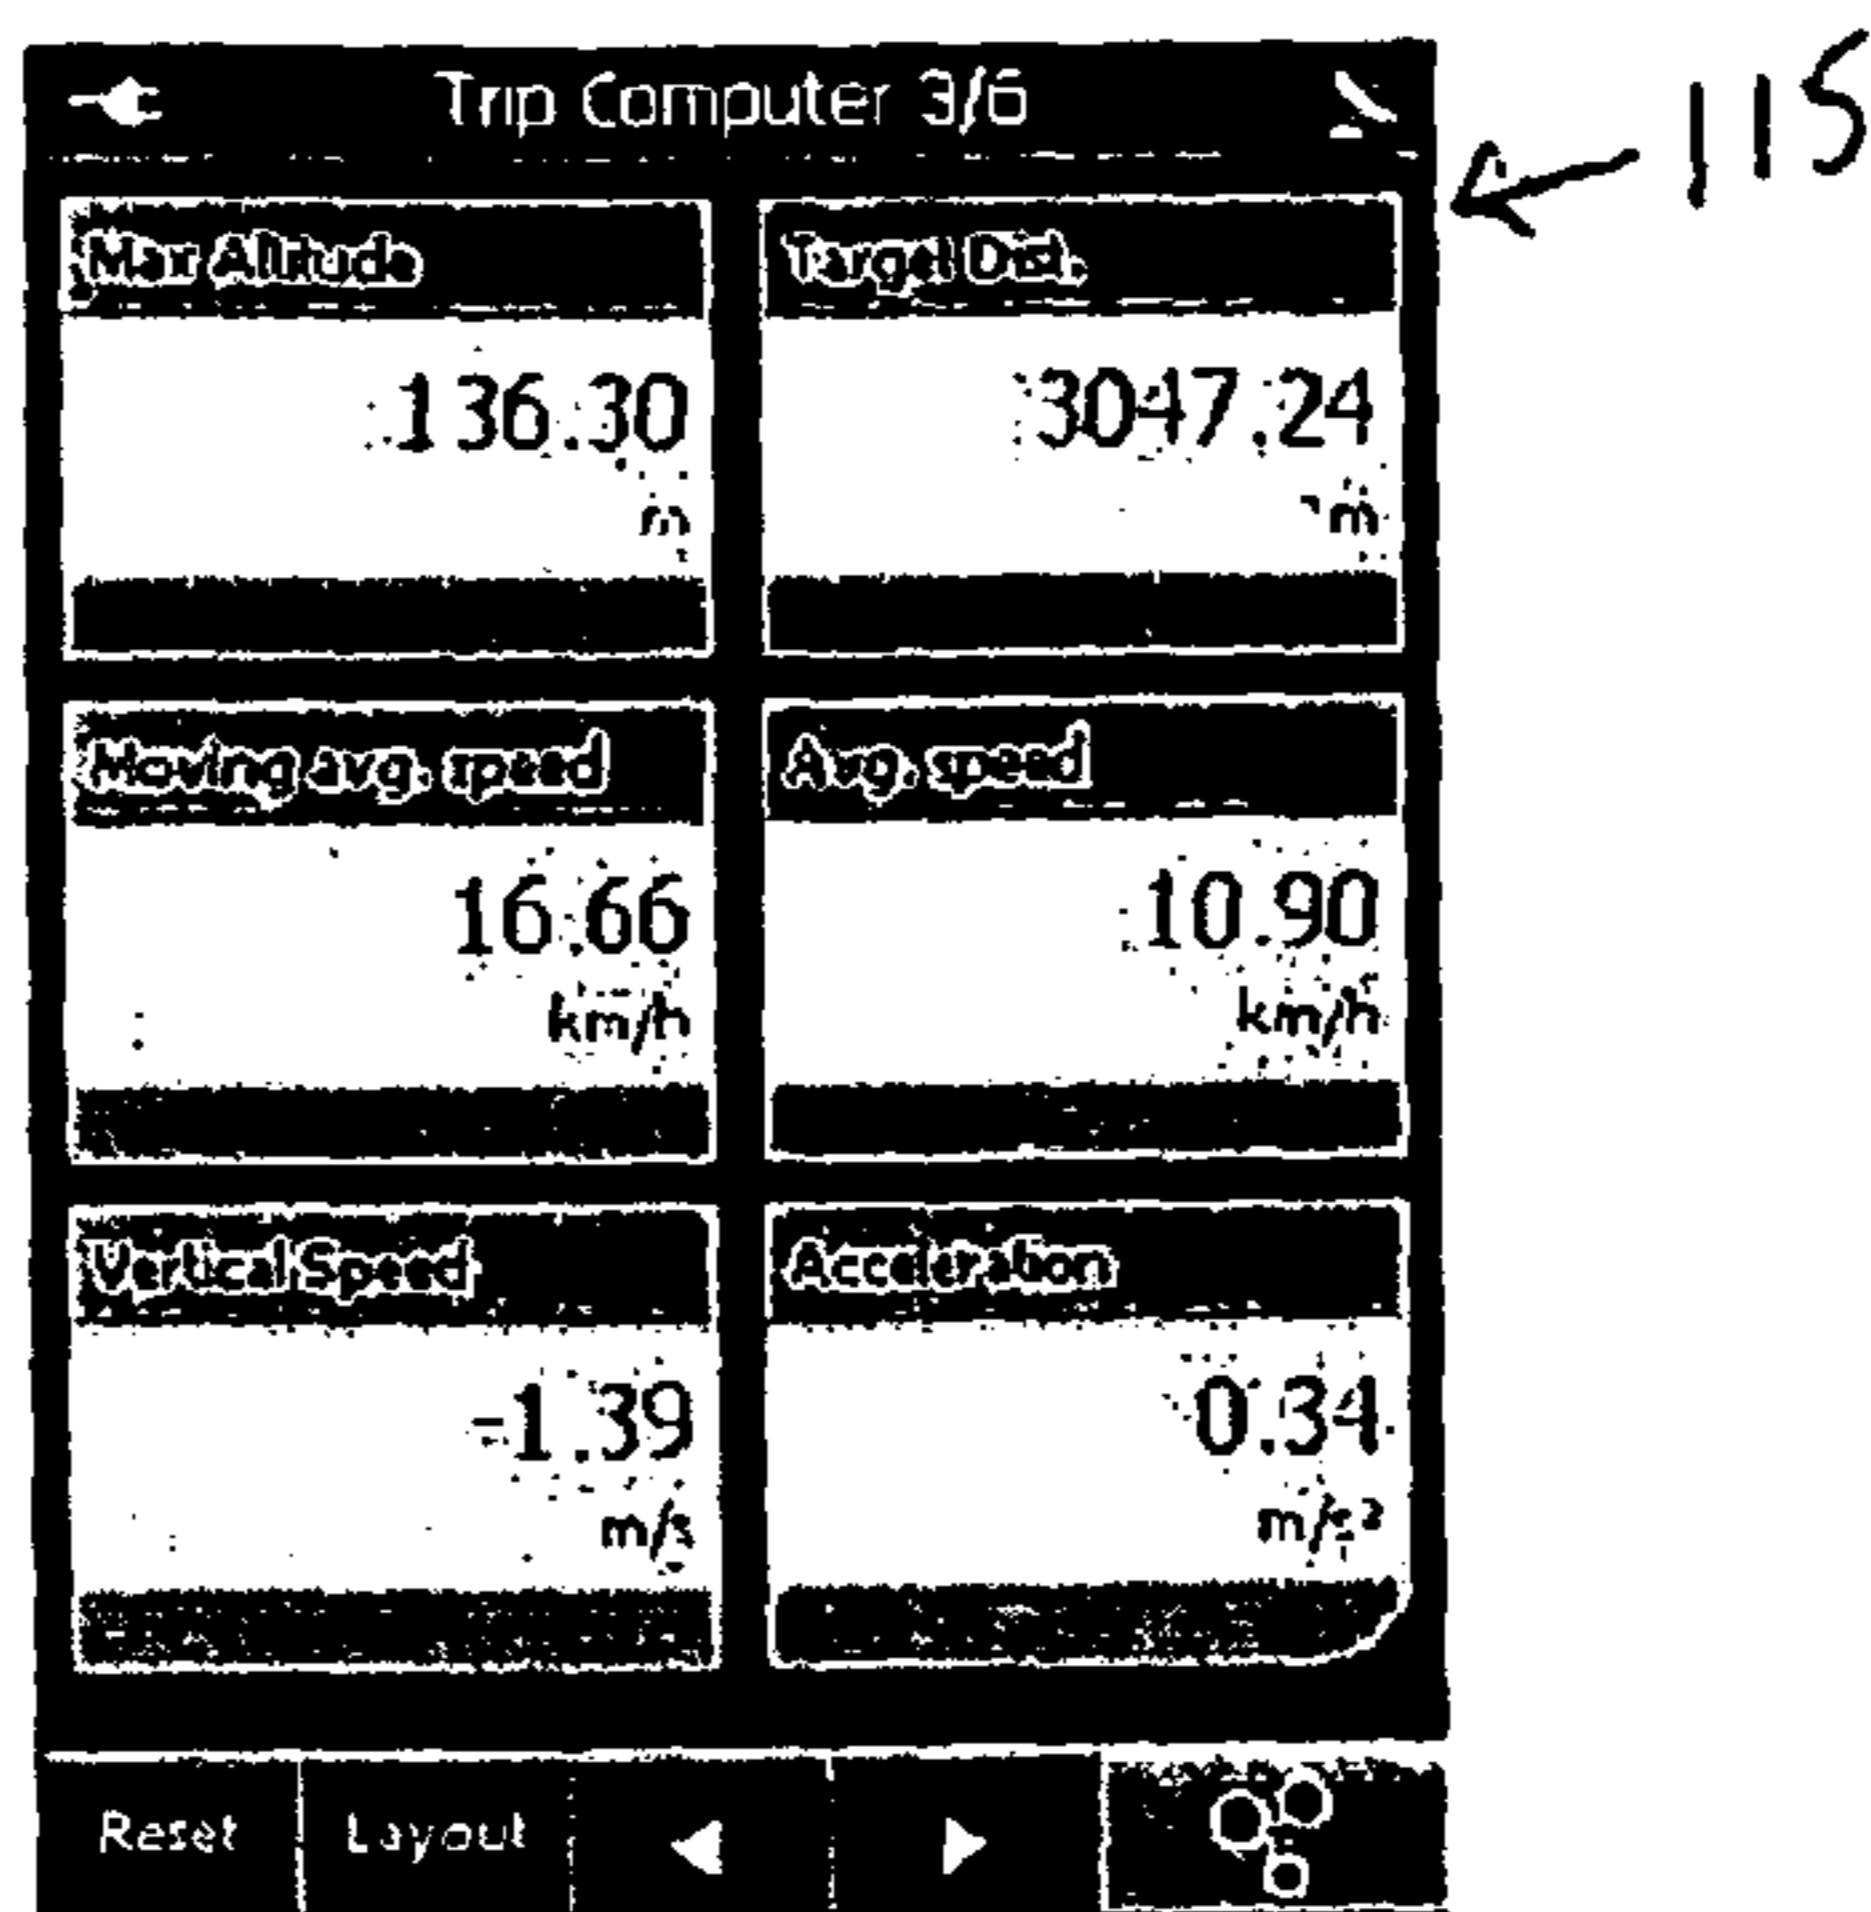 Trip Computer 3/6
115
Max Altitude Target Dist.
136.30 3047.24
m m
Moving avg. speed Avg. speed
16.66 10.90
km/h km/h
Vertical Speed Acceleration
-1.39 0.34
m/s m/s²
Reset Layout